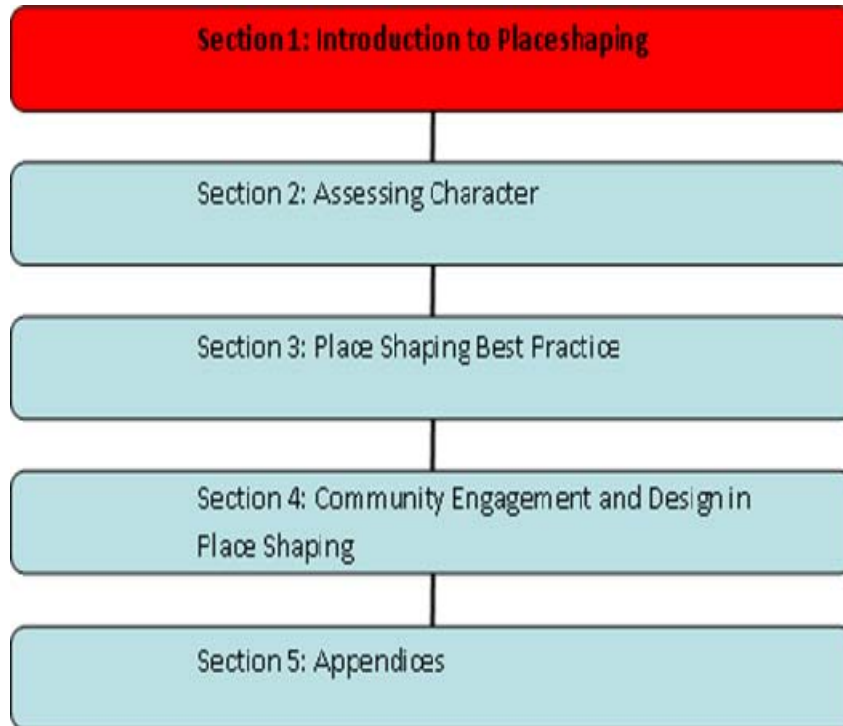 Section 1: Introduction to Placeshaping
Section 2: Assessing Character
Section 3: Place Shaping Best Practice
Section 4: Community Engagement and Design in
Place Shaping
Section 5: Appendices